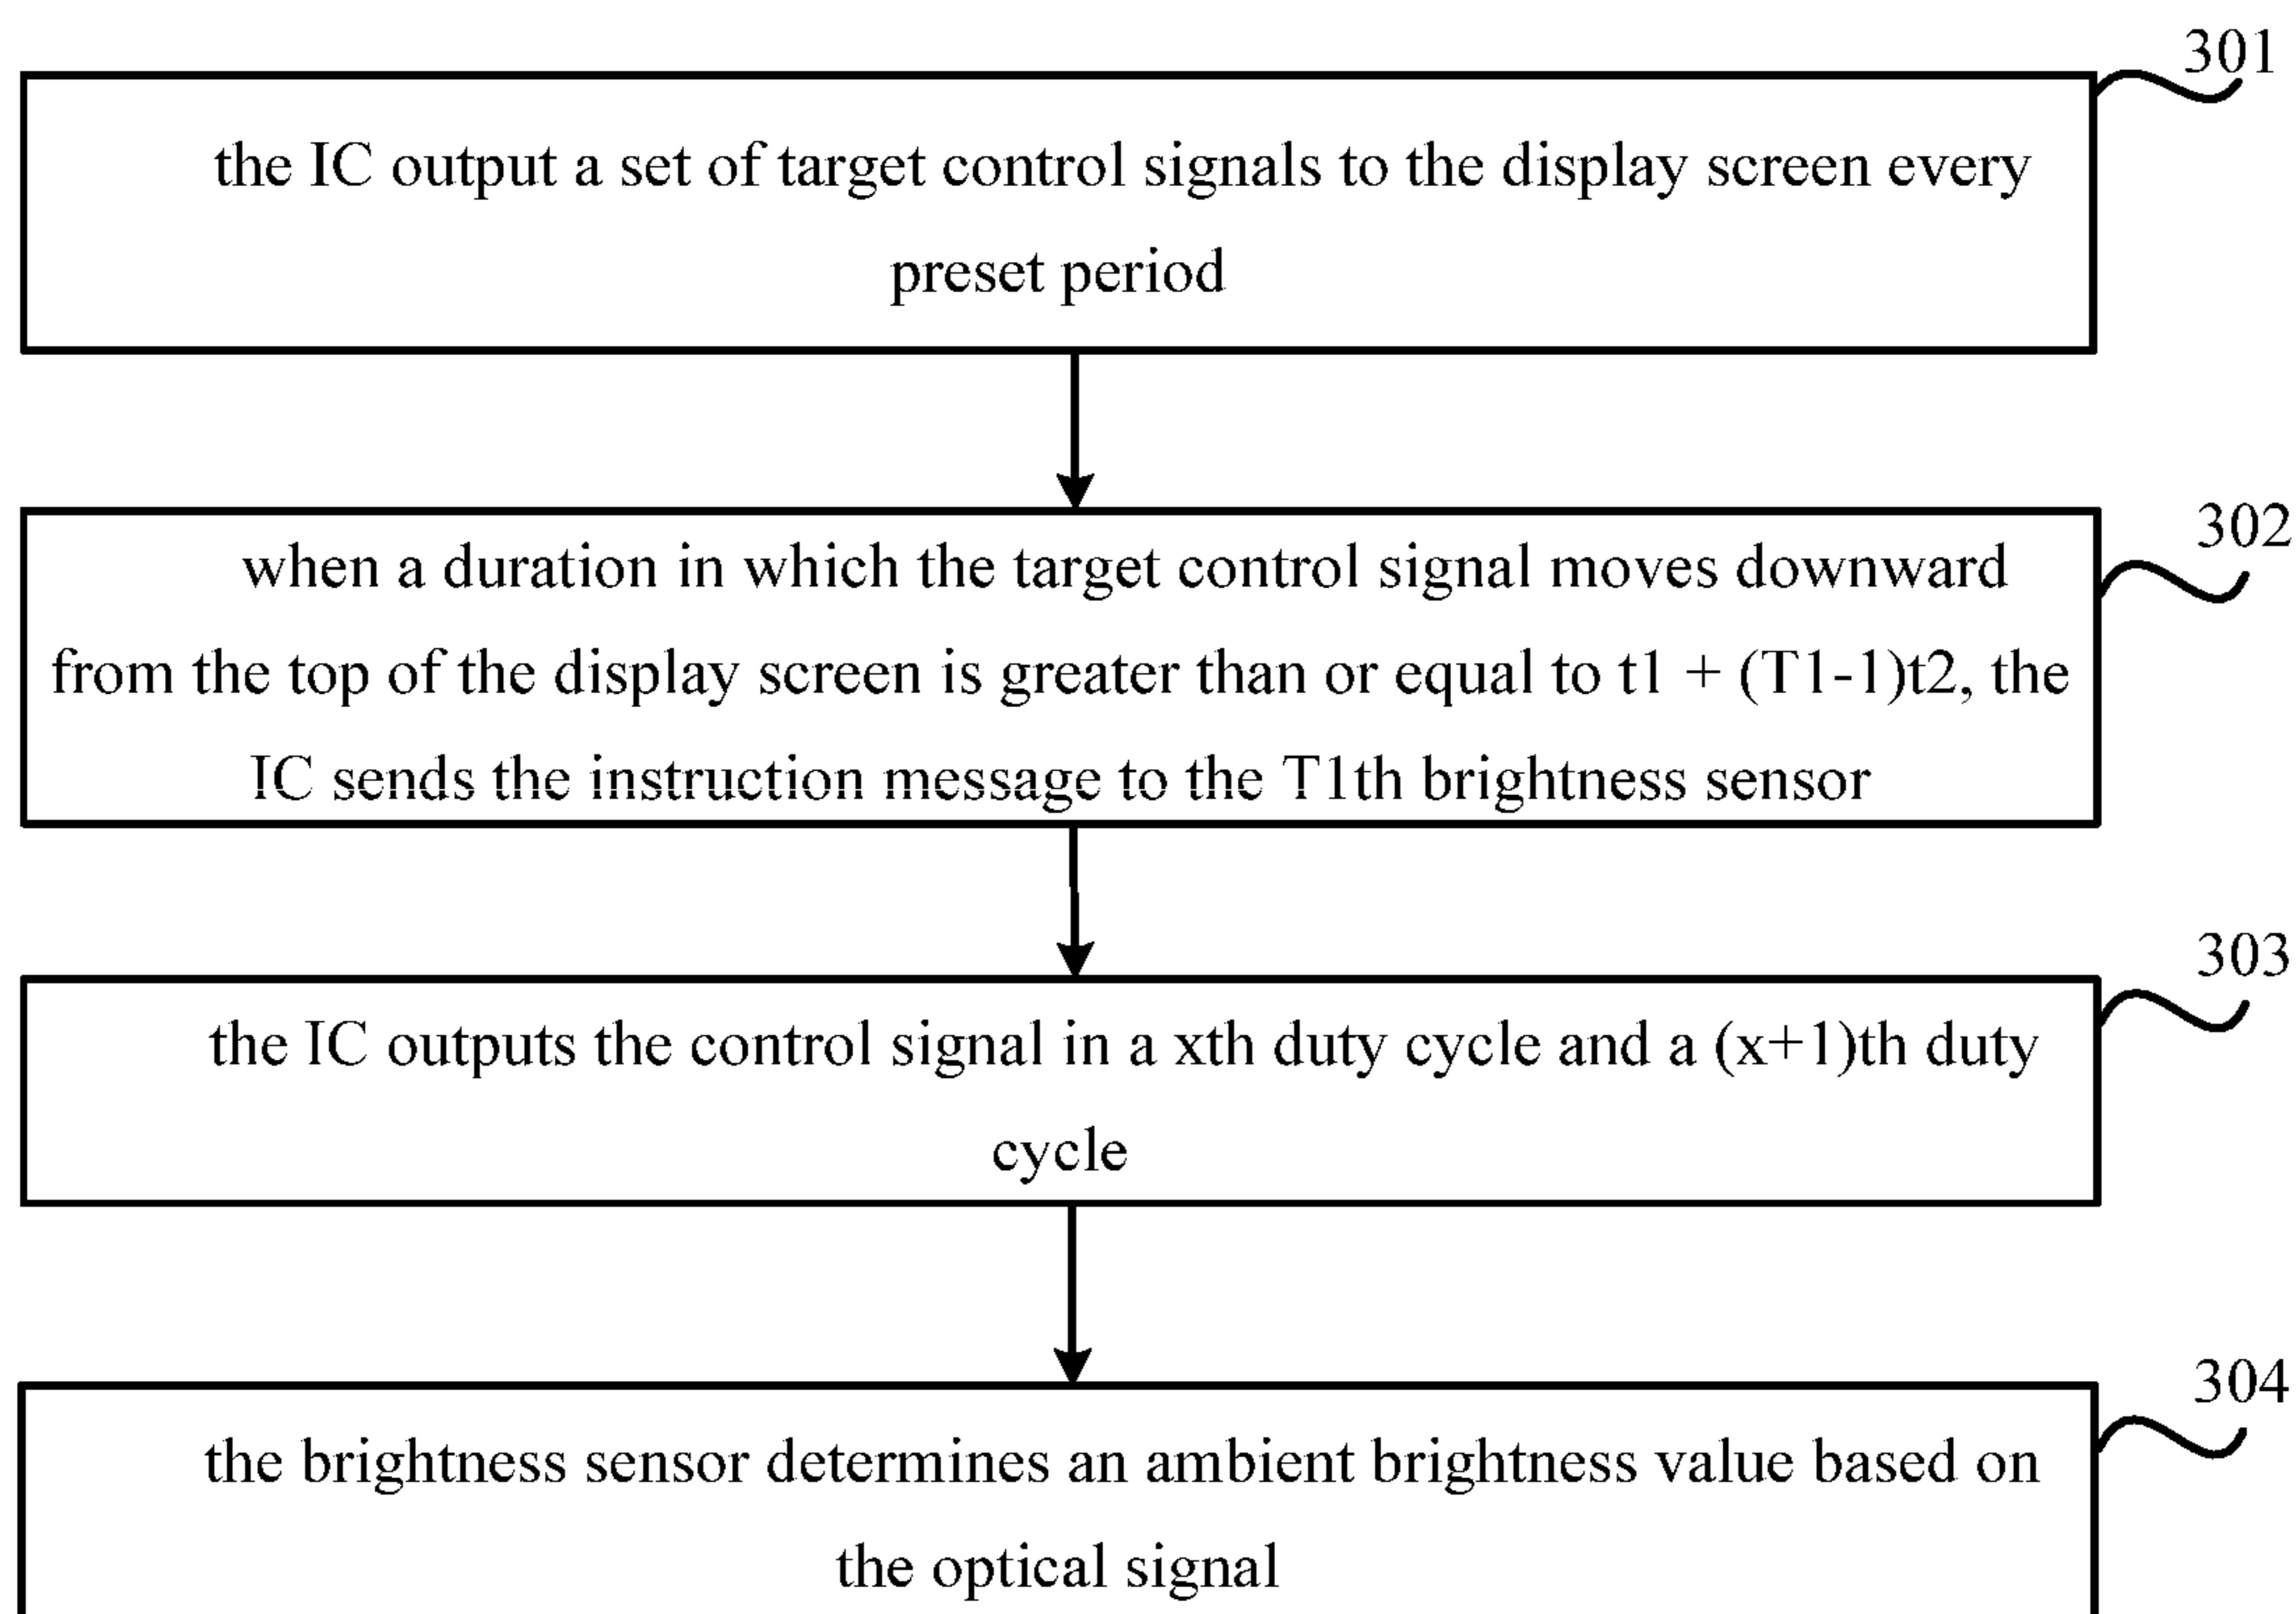 301
the IC output a set of target control signals to the display screen every
preset period
302
when a duration in which the target control signal moves downward
from the top of the display screen is greater than or equal to t1 + (T1-1)t2, the
IC sends the instruction message to the T1th brightness sensor
303
the IC outputs the control signal in a xth duty cycle and a (x+1)th duty
cycle
304
the brightness sensor determines an ambient brightness value based on
the optical signal